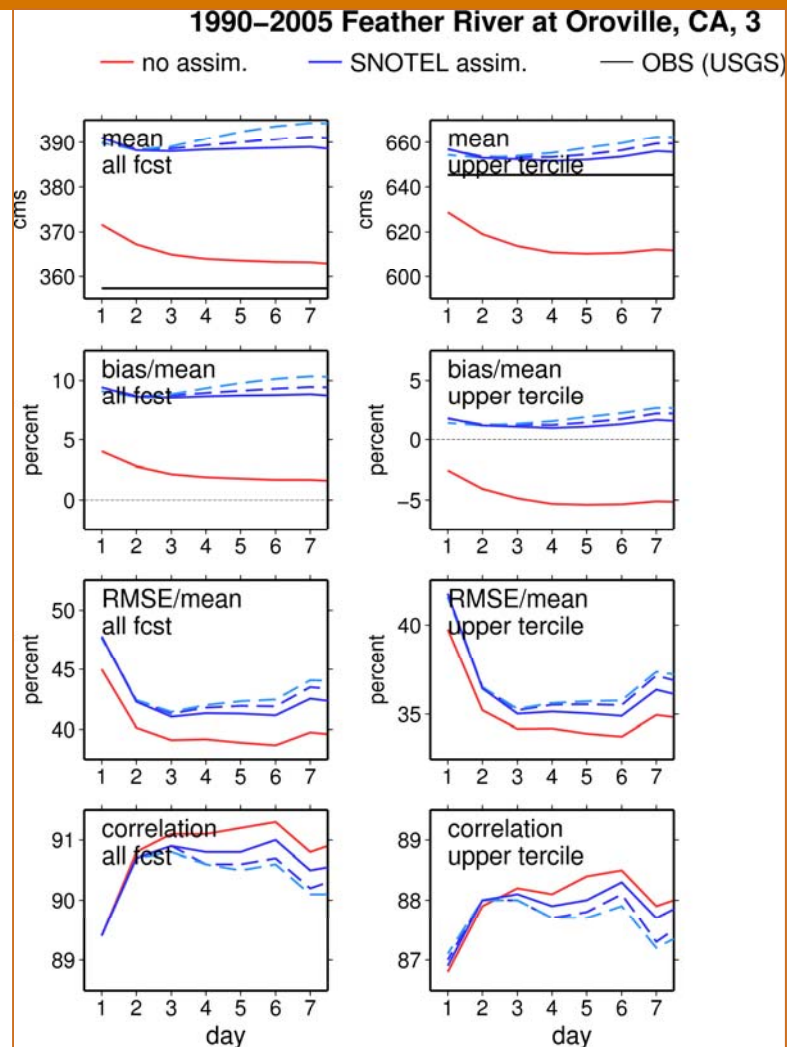 1990–2005 Feather River at Oroville, CA, 3
no assim. SNOTEL assim. OBS (USGS)
mean
all fcst
cms
390
380
370
360
1 2 3 4 5 6 7
mean
upper tercile
cms
660
640
620
600
1 2 3 4 5 6 7
bias/mean
all fcst
percent
10
5
0
1 2 3 4 5 6 7
bias/mean
upper tercile
percent
5
0
−5
1 2 3 4 5 6 7
RMSE/mean
all fcst
percent
50
45
40
1 2 3 4 5 6 7
RMSE/mean
upper tercile
percent
40
35
1 2 3 4 5 6 7
correlation
all fcst
91
90
89
1 2 3 4 5 6 7
day
correlation
upper tercile
89
88
87
1 2 3 4 5 6 7
day